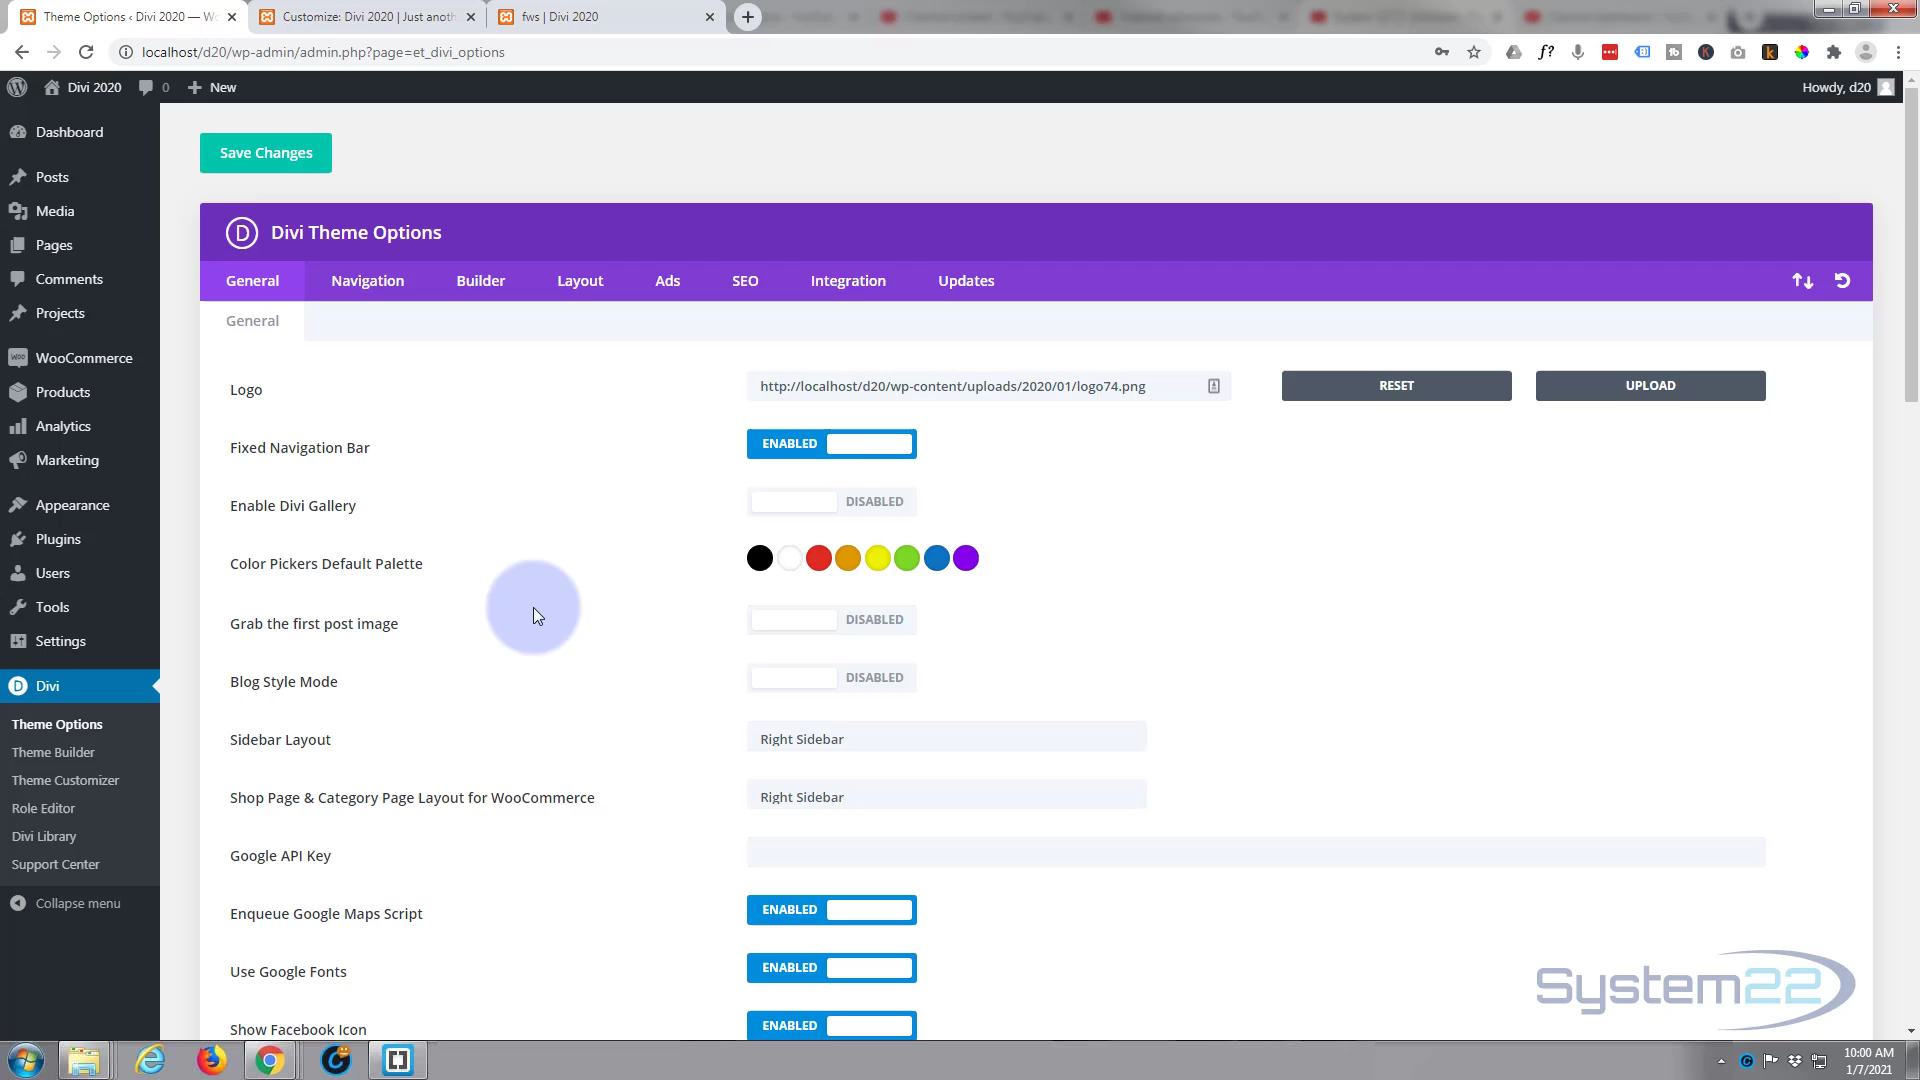 Theme Options ‹ Divi 2020 — Wo
Customize: Divi 2020 | Just anoth
fws | Divi 2020
localhost/d20/wp-admin/admin.php?page=et_divi_options
Divi 2020
0
New
Howdy, d20
Dashboard
Posts
Media
Pages
Comments
Projects
WooCommerce
Products
Analytics
Marketing
Appearance
Plugins
Users
Tools
Settings
Divi
Theme Options
Theme Builder
Theme Customizer
Role Editor
Divi Library
Support Center
Collapse menu
Save Changes
D Divi Theme Options
General Navigation Builder Layout Ads SEO Integration Updates
General
Logo
http://localhost/d20/wp-content/uploads/2020/01/logo74.png
RESET
UPLOAD
Fixed Navigation Bar
ENABLED
Enable Divi Gallery
DISABLED
Color Pickers Default Palette
Grab the first post image
DISABLED
Blog Style Mode
DISABLED
Sidebar Layout
Right Sidebar
Shop Page & Category Page Layout for WooCommerce
Right Sidebar
Google API Key
Enqueue Google Maps Script
ENABLED
Use Google Fonts
ENABLED
Show Facebook Icon
ENABLED
System22
10:00 AM
1/7/2021